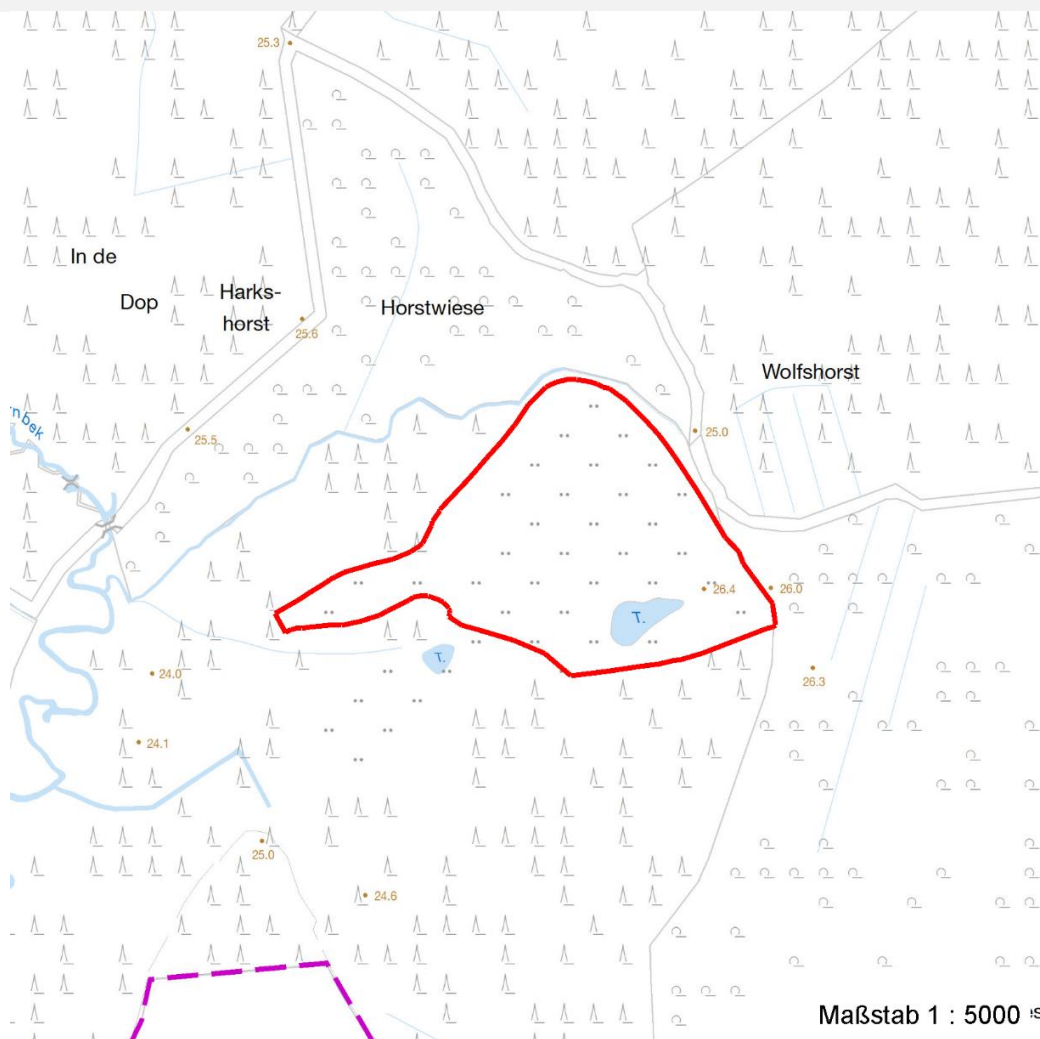 25.3
In de
Dop
Harks-
horst
Horstwiese
25.6
Wolfshorst
25.5
25.0
26.4
26.0
T.
T.
24.0
26.3
24.1
25.0
24.6
Maßstab 1 : 5000